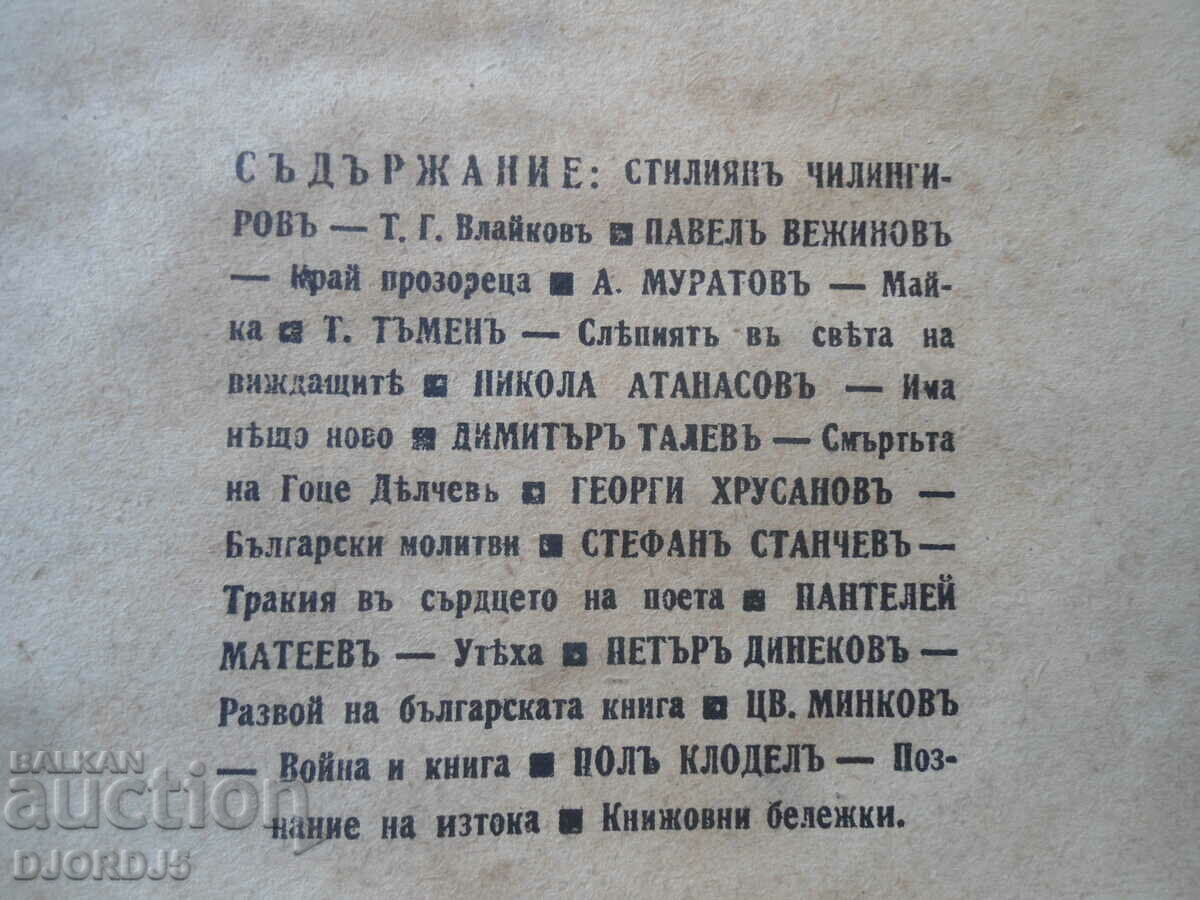 СЪДЪРЖАНИЕ: СТИЛИЯНЪ ЧИЛИНГИ-
РОВЪ — Т. Г. Влайковъ ■ ПАВЕЛЪ ВЕЖИНОВЪ
— Край прозореца ■ А. МУРАТОВЪ — Май-
ка ■ Т. ТЪМЕНЪ — Слѣпиятъ въ свѣта на
виждащитѣ ■ НИКОЛА АТАНАСОВЪ — Има
нѣщо ново ■ ДИМИТЪРЪ ТАЛЕВЪ — Смъртьта
на Гоце Дѣлчевъ ■ ГЕОРГИ ХРУСАНОВЪ —
Български молитви ■ СТЕФАНЪ СТАНЧЕВЪ —
Тракия въ сърдцето на поета ■ ПАНТЕЛЕЙ
МАТЕЕВЪ — Утѣха ■ ПЕТЪРЪ ДИНЕКОВЪ —
Развой на българската книга ■ ЦВ. МИНКОВЪ
— Война и книга ■ ПОЛЪ КЛОДЕЛЪ — Поз-
нание на изтока ■ Книжовни бележки.
BALKAN
auction
DJORDJ5